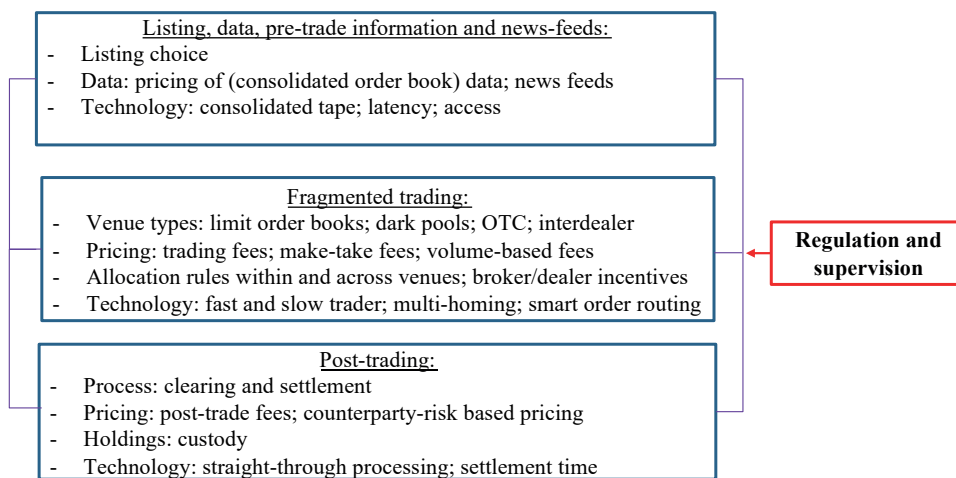 Listing, data, pre-trade information and news-feeds:
- Listing choice
- Data: pricing of (consolidated order book) data; news feeds
- Technology: consolidated tape; latency; access
Fragmented trading:
- Venue types: limit order books; dark pools; OTC; interdealer
- Pricing: trading fees; make-take fees; volume-based fees
- Allocation rules within and across venues; broker/dealer incentives
- Technology: fast and slow trader; multi-homing; smart order routing
Regulation and
supervision
Post-trading:
- Process: clearing and settlement
- Pricing: post-trade fees; counterparty-risk based pricing
- Holdings: custody
- Technology: straight-through processing; settlement time